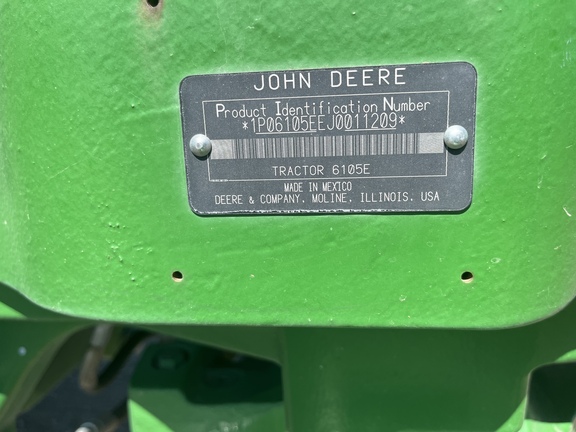 JOHN DEERE
Product Identification Number
*1P06105EEJ0011209*
TRACTOR 6105E
MADE IN MEXICO
DEERE & COMPANY, MOLINE, ILLINOIS, USA